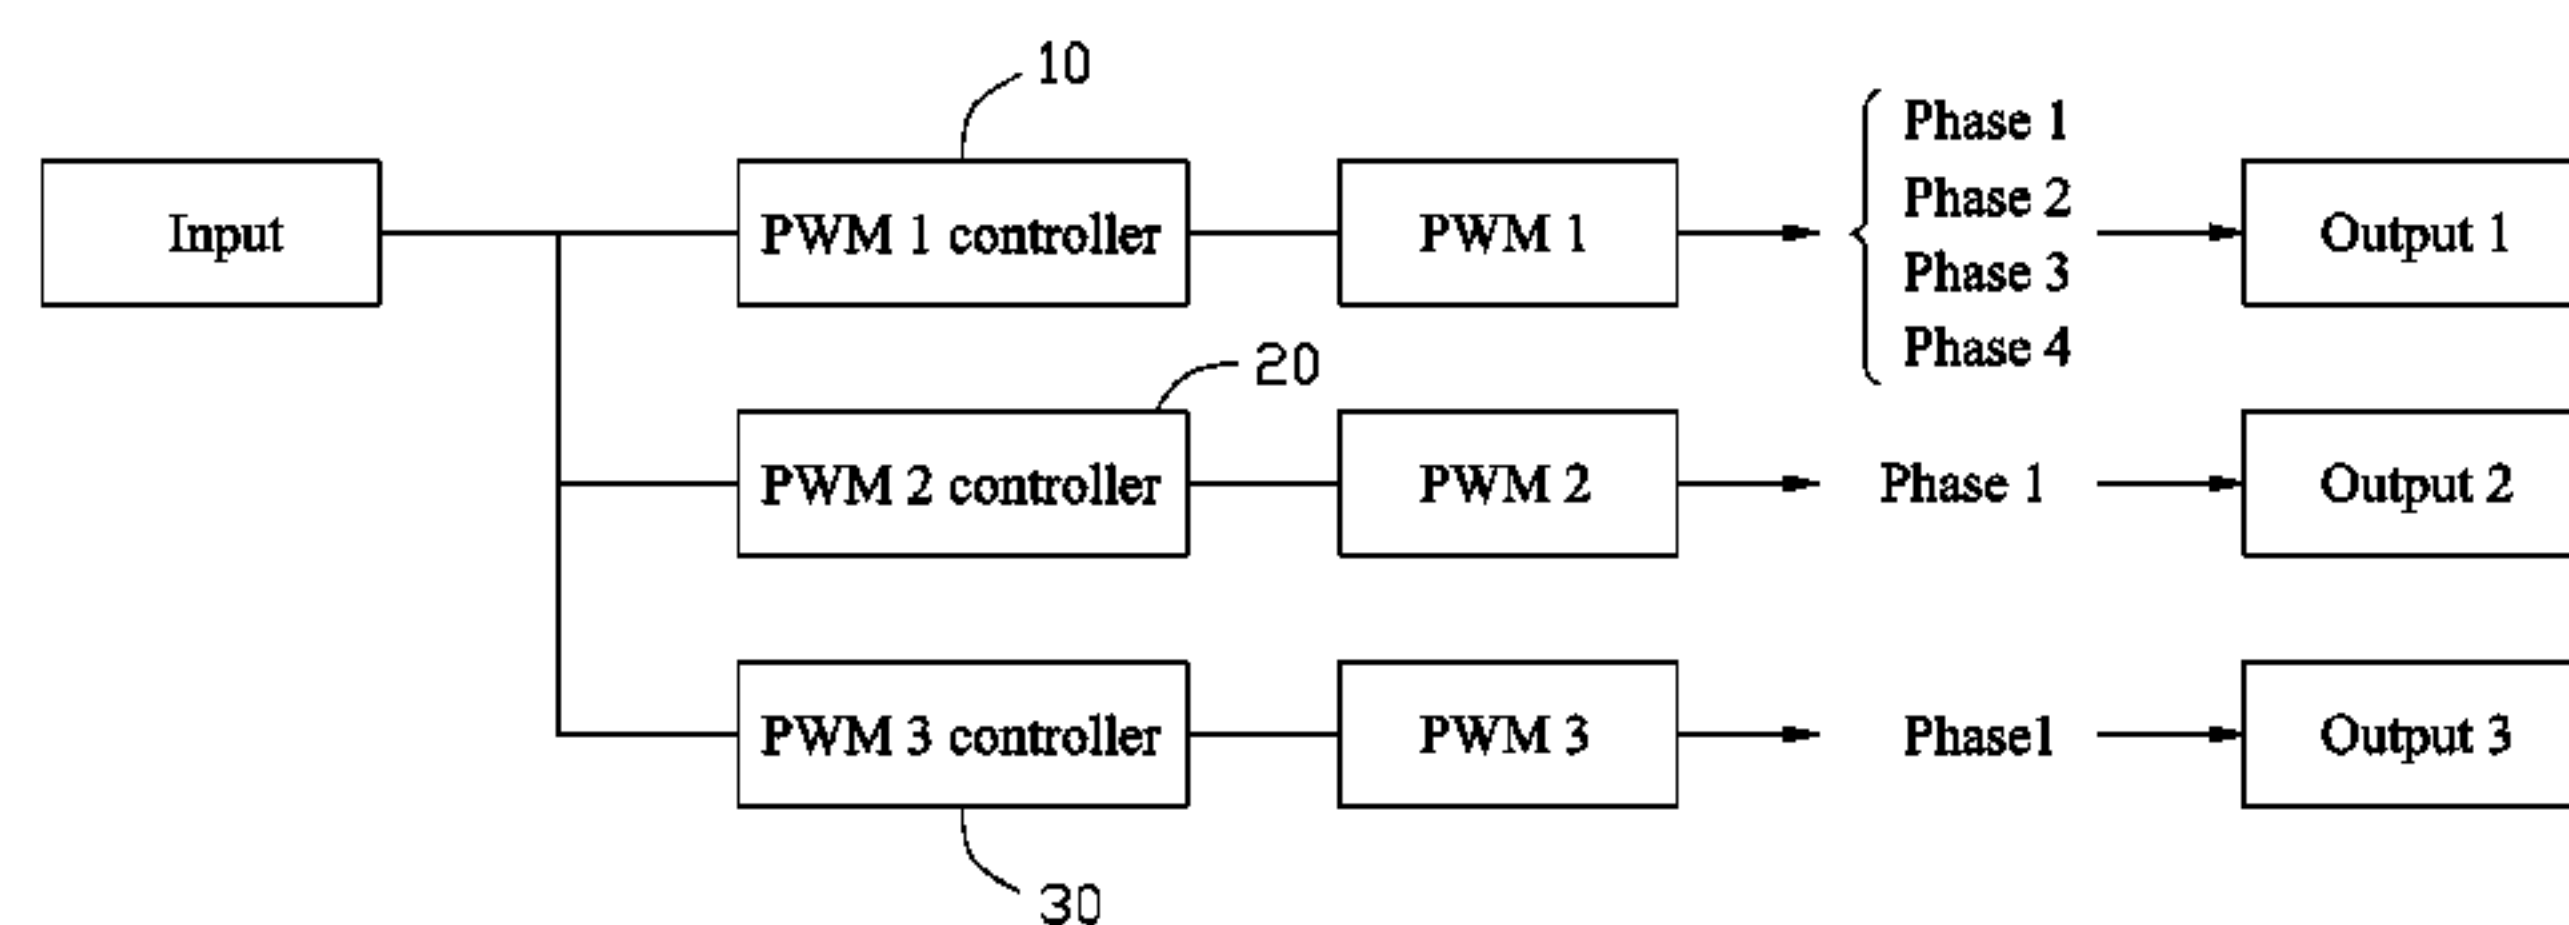 10
Phase 1
Phase 2
Input
PWM 1 controller
PWM 1
Output 1
Phase 3
Phase 4
20
PWM 2 controller
PWM 2
Phase 1
Output 2
PWM 3 controller
PWM 3
Phase1
Output 3
30